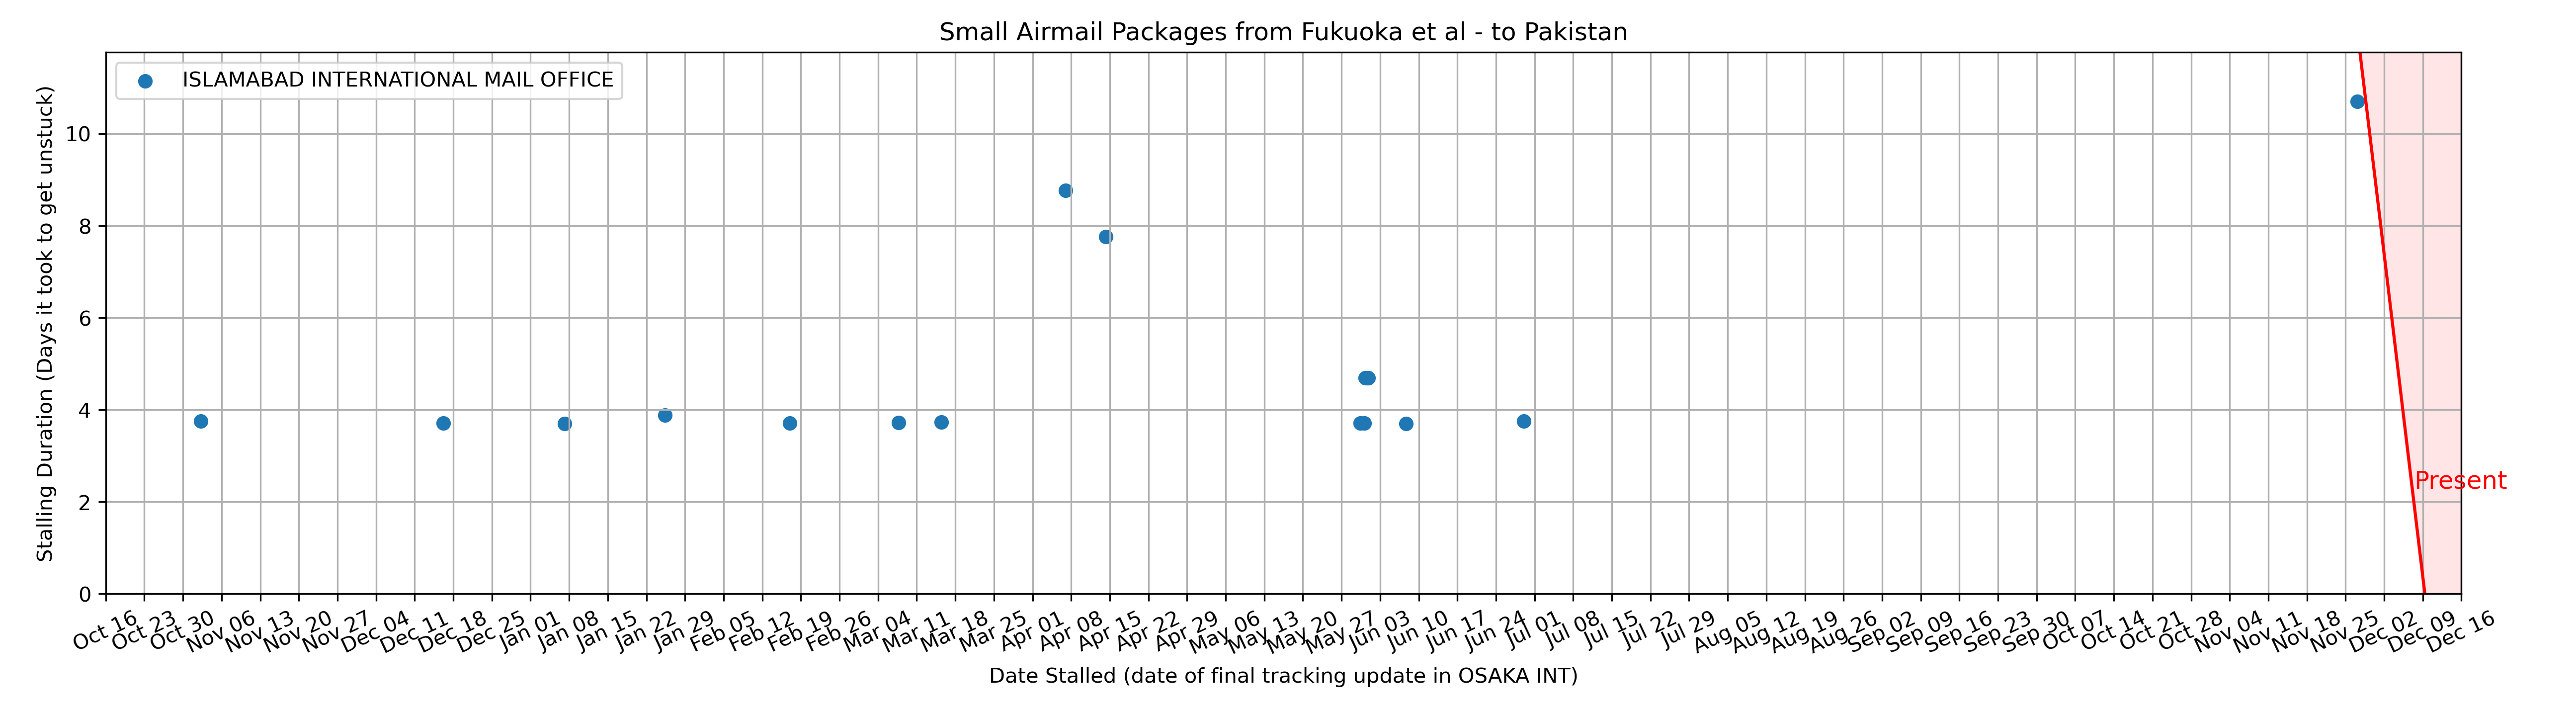 Small Airmail Packages from Fukuoka et al - to Pakistan
ISLAMABAD INTERNATIONAL MAIL OFFICE
Stalling Duration (Days it took to get unstuck)
10
8
6
4
2
0
Present
Oct 16 Oct 23 Oct 30 Nov 06 Nov 13 Nov 20 Nov 27 Dec 04 Dec 11 Dec 18 Dec 25 Jan 01 Jan 08 Jan 15 Jan 22 Jan 29 Feb 05 Feb 12 Feb 19 Feb 26 Mar 04 Mar 11 Mar 18 Mar 25 Apr 01 Apr 08 Apr 15 Apr 22 Apr 29 May 06 May 13 May 20 May 27 Jun 03 Jun 10 Jun 17 Jun 24 Jul 01 Jul 08 Jul 15 Jul 22 Jul 29 Aug 05 Aug 12 Aug 19 Aug 26 Sep 02 Sep 09 Sep 16 Sep 23 Sep 30 Oct 07 Oct 14 Oct 21 Oct 28 Nov 04 Nov 11 Nov 18 Nov 25 Dec 02 Dec 09 Dec 16
Date Stalled (date of final tracking update in OSAKA INT)